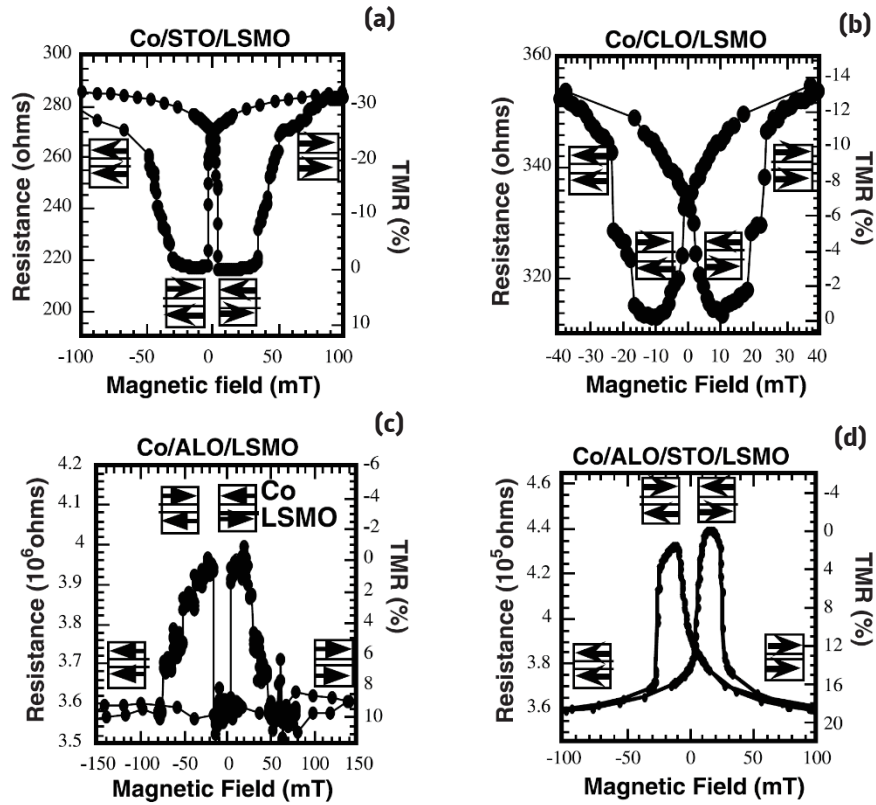 (a)
Co/STO/LSMO
300
280
260
240
220
200
Resistance (ohms)
-30
-20
-10
0
10
TMR (%)
-100 -50 0 50 100
Magnetic field (mT)
(b)
Co/CLO/LSMO
360
340
320
Resistance (ohms)
-14
-12
-10
-8
-6
-4
-2
0
TMR (%)
-40 -30 -20 -10 0 10 20 30 40
Magnetic Field (mT)
(c)
Co/ALO/LSMO
4.2
4.1
4
3.9
3.8
3.7
3.6
3.5
Resistance (10⁶ohms)
Co
LSMO
-6
-4
-2
0
2
4
6
8
10
TMR (%)
-150 -100 -50 0 50 100 150
Magnetic Field (mT)
(d)
Co/ALO/STO/LSMO
4.6
4.4
4.2
4
3.8
3.6
Resistance (10⁵ohms)
-4
0
4
8
12
16
20
TMR (%)
-100 -50 0 50 100
Magnetic Field (mT)